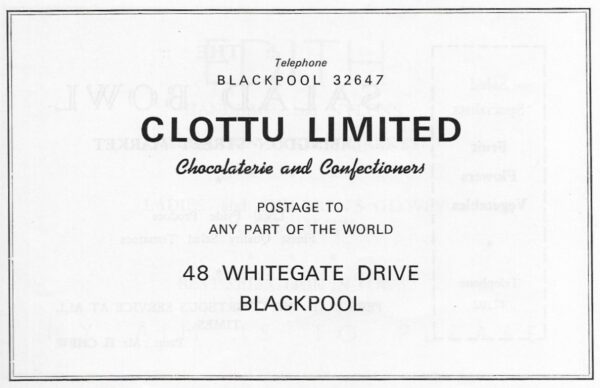 Telephone
BLACKPOOL 32647
CLOTTU LIMITED
Chocolaterie and Confectioners
POSTAGE TO
ANY PART OF THE WORLD
48 WHITEGATE DRIVE
BLACKPOOL